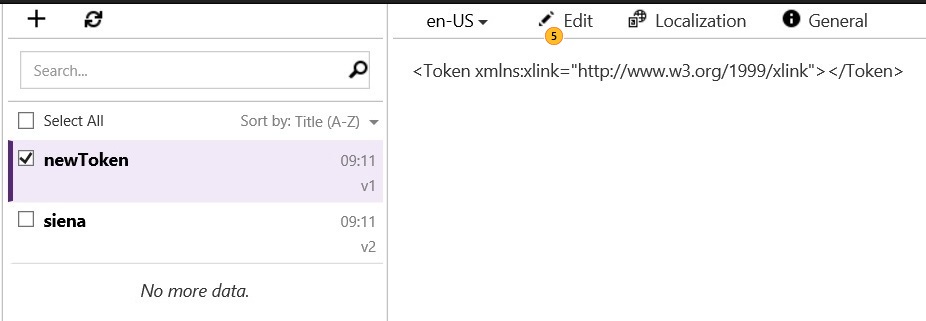 en-US Edit Localization General
5
Search...
<Token xmlns:xlink="http://www.w3.org/1999/xlink"></Token>
Select All Sort by: Title (A-Z)
newToken 09:11
v1
siena 09:11
v2
No more data.